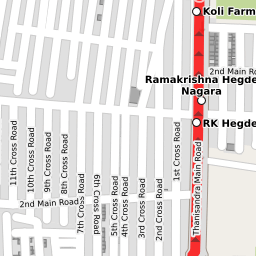 Koli Farm
2nd Main Road
Ramakrishna Hegde
Nagara
RK Hegde
1st Cross Road
Thanisandra Main Road
11th Cross Road
10th Cross Road
9th Cross Road
8th Cross Road
7th Cross Road
6th Cross Road
5th Cross Road
4th Cross Road
3rd Cross Road
2nd Cross Road
2nd Main Road